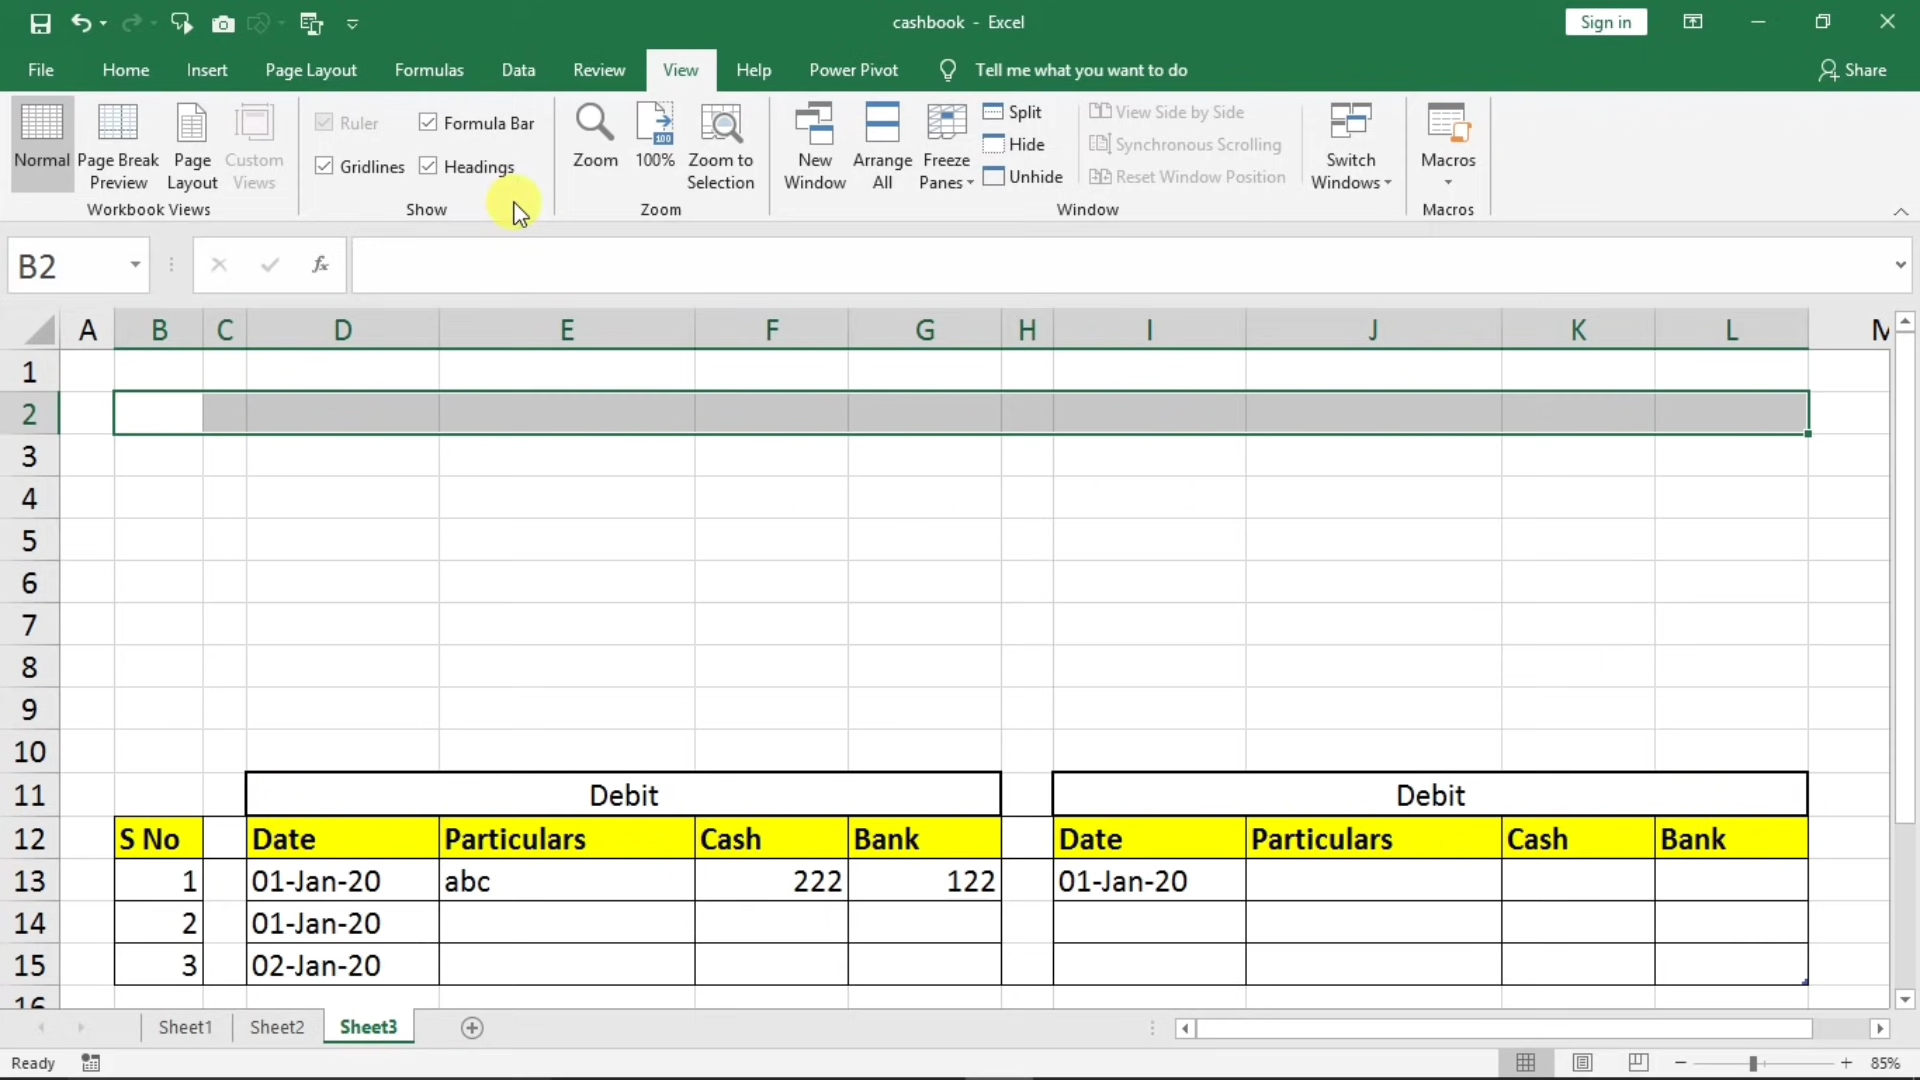 cashbook - Excel
Sign in
File Home Insert Page Layout Formulas Data Review View Help Power Pivot Tell me what you want to do Share
Normal
Page Break Preview
Page Layout
Custom Views
Workbook Views
Ruler
Formula Bar
Gridlines
Headings
Show
Zoom
100%
Zoom to Selection
Zoom
New Window
Arrange All
Freeze Panes
Split
Hide
Unhide
View Side by Side
Synchronous Scrolling
Reset Window Position
Switch Windows
Window
Macros
Macros
B2 fx
A B C D E F G H I J K L M
1
2
3
4
5
6
7
8
9
10
11 Debit Debit
12 S No Date Particulars Cash Bank Date Particulars Cash Bank
13 1 01-Jan-20 abc 222 122 01-Jan-20
14 2 01-Jan-20
15 3 02-Jan-20
16
Sheet1 Sheet2 Sheet3
Ready 85%